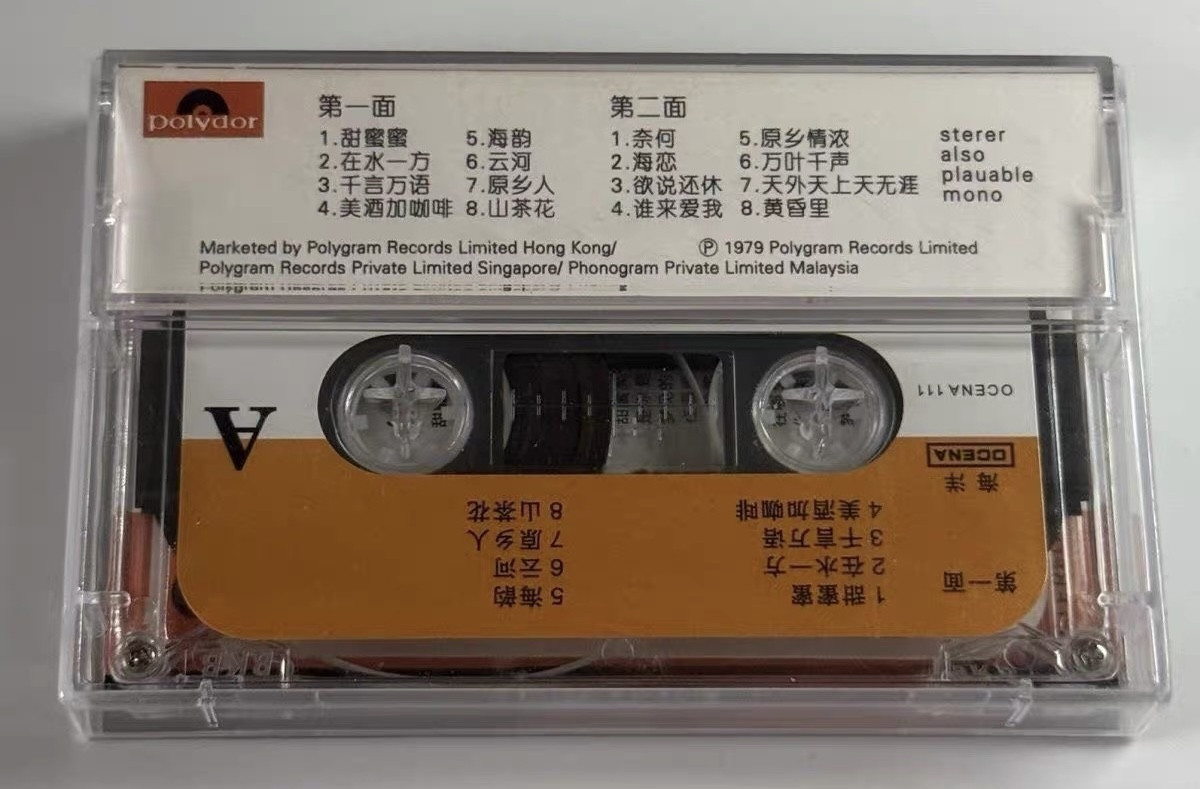 polydor
第一面
1.甜蜜蜜
2.在水一方
3.千言万语
4.美酒加咖啡
5.海韵
6.云河
7.原乡人
8.山茶花
第二面
1.奈何
2.海恋
3.欲说还休
4.谁来爱我
5.原乡情浓
6.万叶千声
7.天外天上天无涯
8.黄昏里
sterer
also
plauable
mono
Marketed by Polygram Records Limited Hong Kong/
Polygram Records Private Limited Singapore/ Phonogram Private Limited Malaysia
Ⓟ 1979 Polygram Records Limited
A
OCENA 111
OCENA
海洋
第一面
1 甜蜜蜜
2 在水一方
3 千言万语
4 美酒加咖啡
5 海韵
6 云河
7 原乡人
8 山茶花